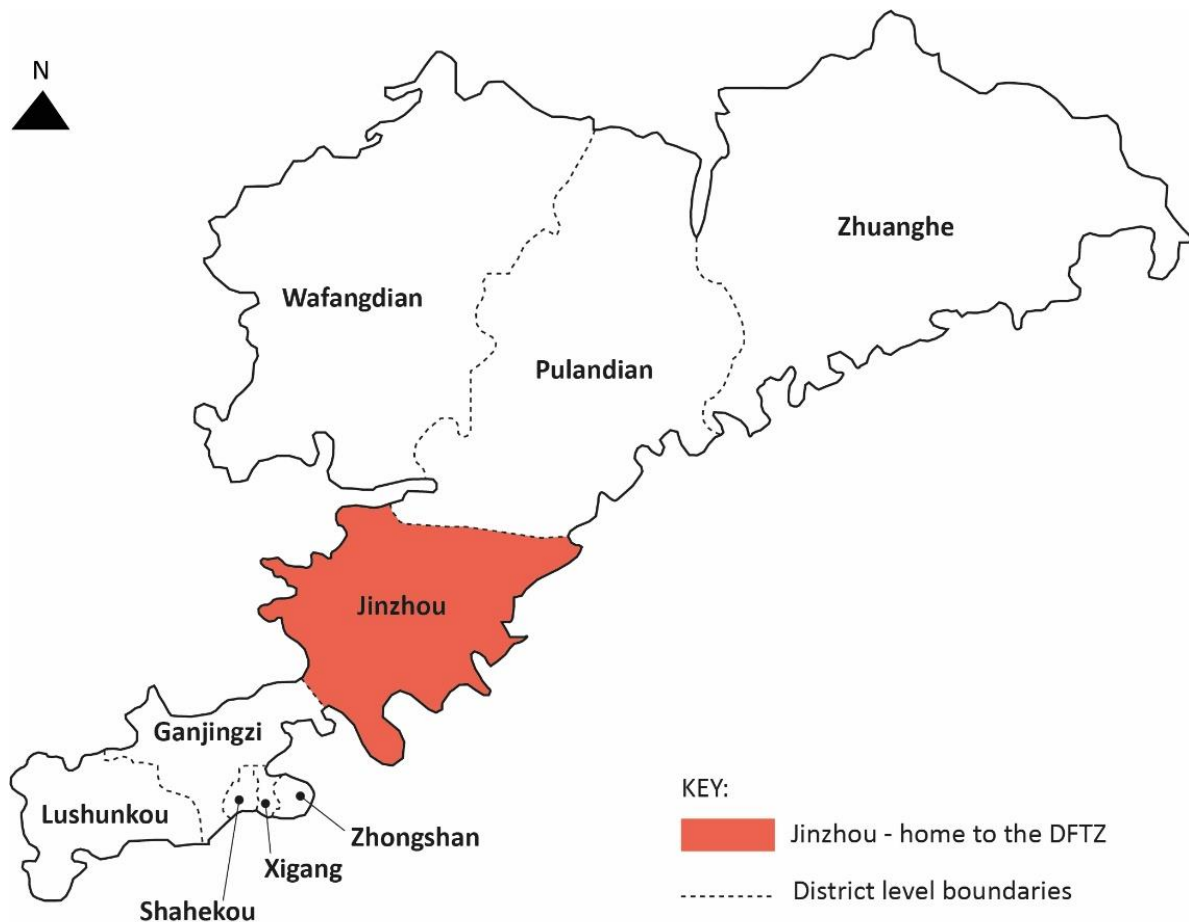 N
Zhuanghe
Wafangdian
Pulandian
Jinzhou
Ganjingzi
Lushunkou
Zhongshan
Xigang
Shahekou
KEY:
Jinzhou - home to the DFTZ
District level boundaries